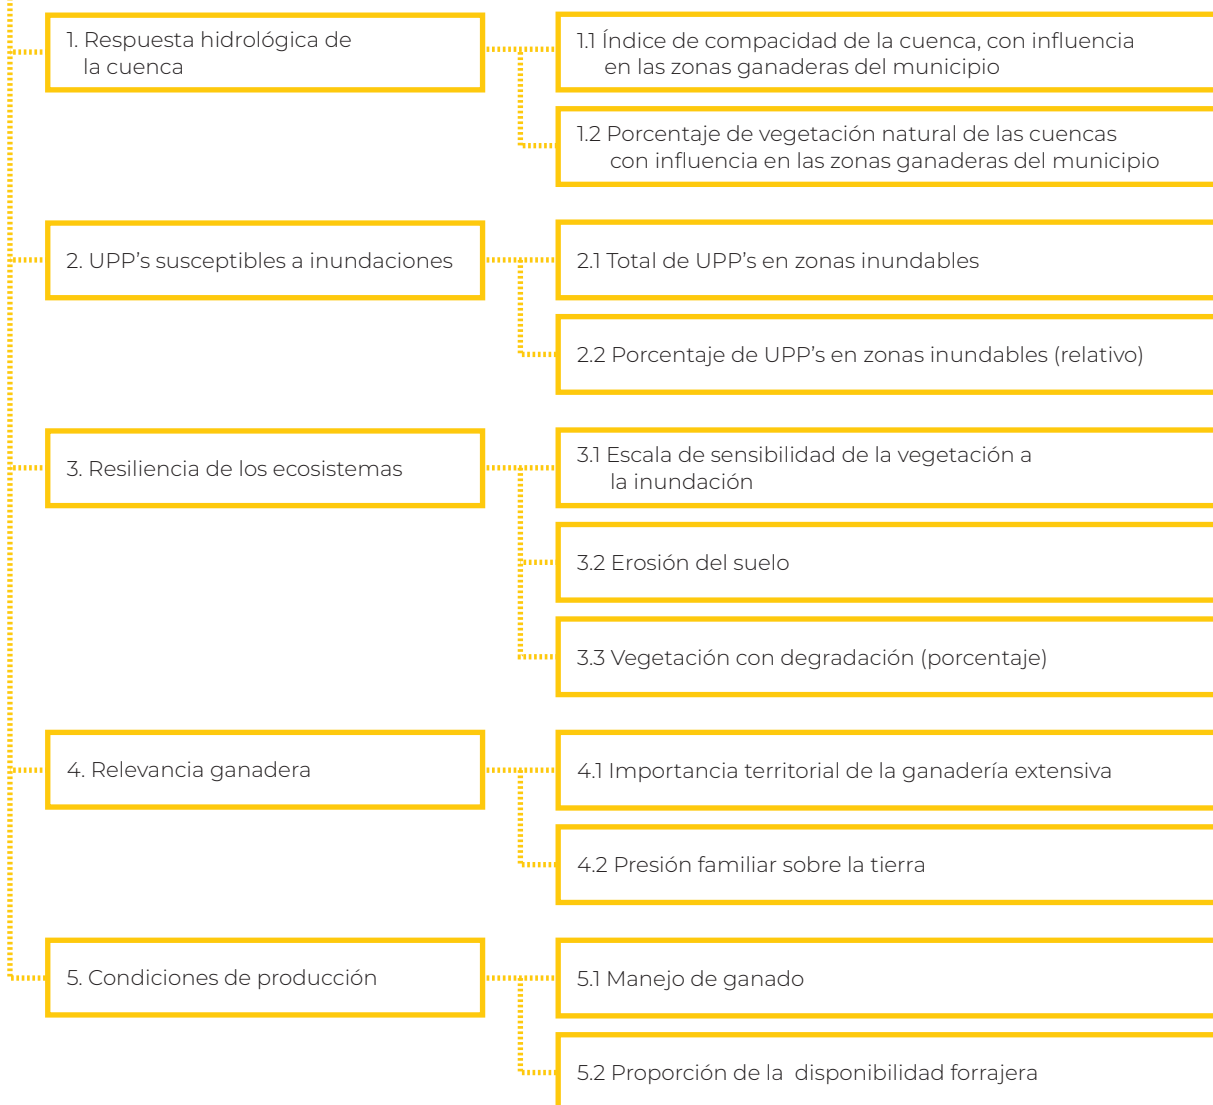 1. Respuesta hidrológica de
la cuenca
1.1 Índice de compacidad de la cuenca, con influencia
en las zonas ganaderas del municipio
1.2 Porcentaje de vegetación natural de las cuencas
con influencia en las zonas ganaderas del municipio
2. UPP’s susceptibles a inundaciones
2.1 Total de UPP’s en zonas inundables
2.2 Porcentaje de UPP’s en zonas inundables (relativo)
3. Resiliencia de los ecosistemas
3.1 Escala de sensibilidad de la vegetación a
la inundación
3.2 Erosión del suelo
3.3 Vegetación con degradación (porcentaje)
4. Relevancia ganadera
4.1 Importancia territorial de la ganadería extensiva
4.2 Presión familiar sobre la tierra
5. Condiciones de producción
5.1 Manejo de ganado
5.2 Proporción de la  disponibilidad forrajera